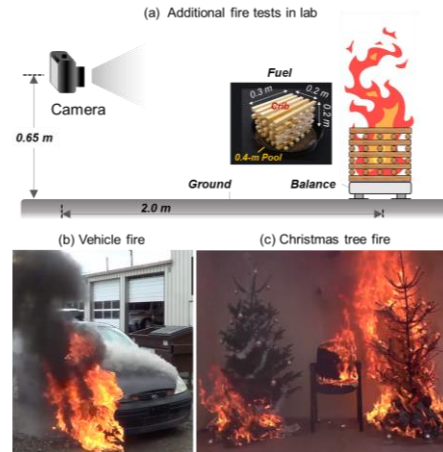 (a) Additional fire tests in lab
Fuel
0.3 m
0.2 m
Crib
0.2 m
0.4-m Pool
Camera
0.65 m
Ground
Balance
2.0 m
(b) Vehicle fire
(c) Christmas tree fire